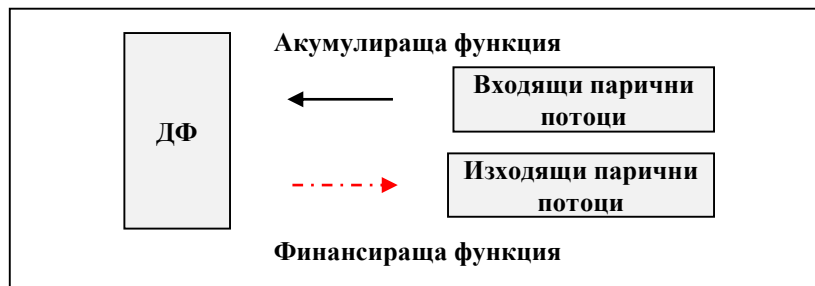 Акумулираща функция
ДФ
Входящи парични
потоци
Изходящи парични
потоци
Финансираща функция